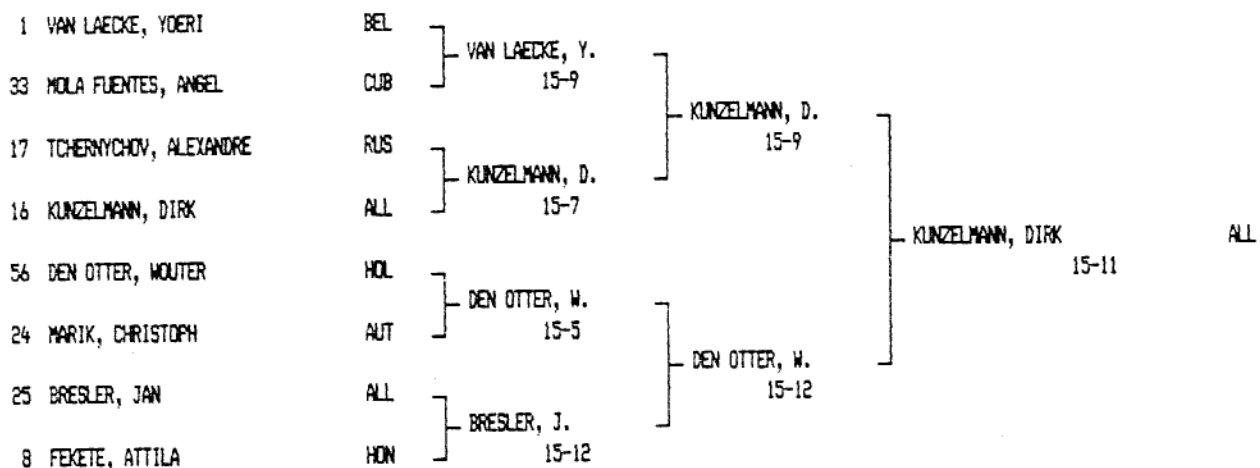 1 VAN LAECKE, YOERI BEL
VAN LAECKE, Y.
15-9
33 MOLA FUENTES, ANGEL CUB
KUNZELMANN, D.
15-9
17 TCHERNYCHOV, ALEXANDRE RUS
KUNZELMANN, D.
15-7
16 KUNZELMANN, DIRK ALL
KUNZELMANN, DIRK ALL
15-11
56 DEN OTTER, WOUTER HOL
DEN OTTER, W.
15-5
24 MARIK, CHRISTOPH AUT
DEN OTTER, W.
15-12
25 BRESLER, JAN ALL
BRESLER, J.
15-12
8 FEKETE, ATTILA HON